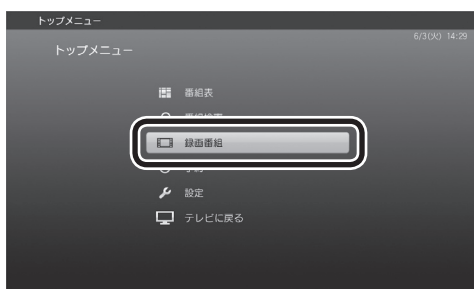 トップメニュー
6/3(火) 14:29
トップメニュー
番組表
録画番組
設定
テレビに戻る